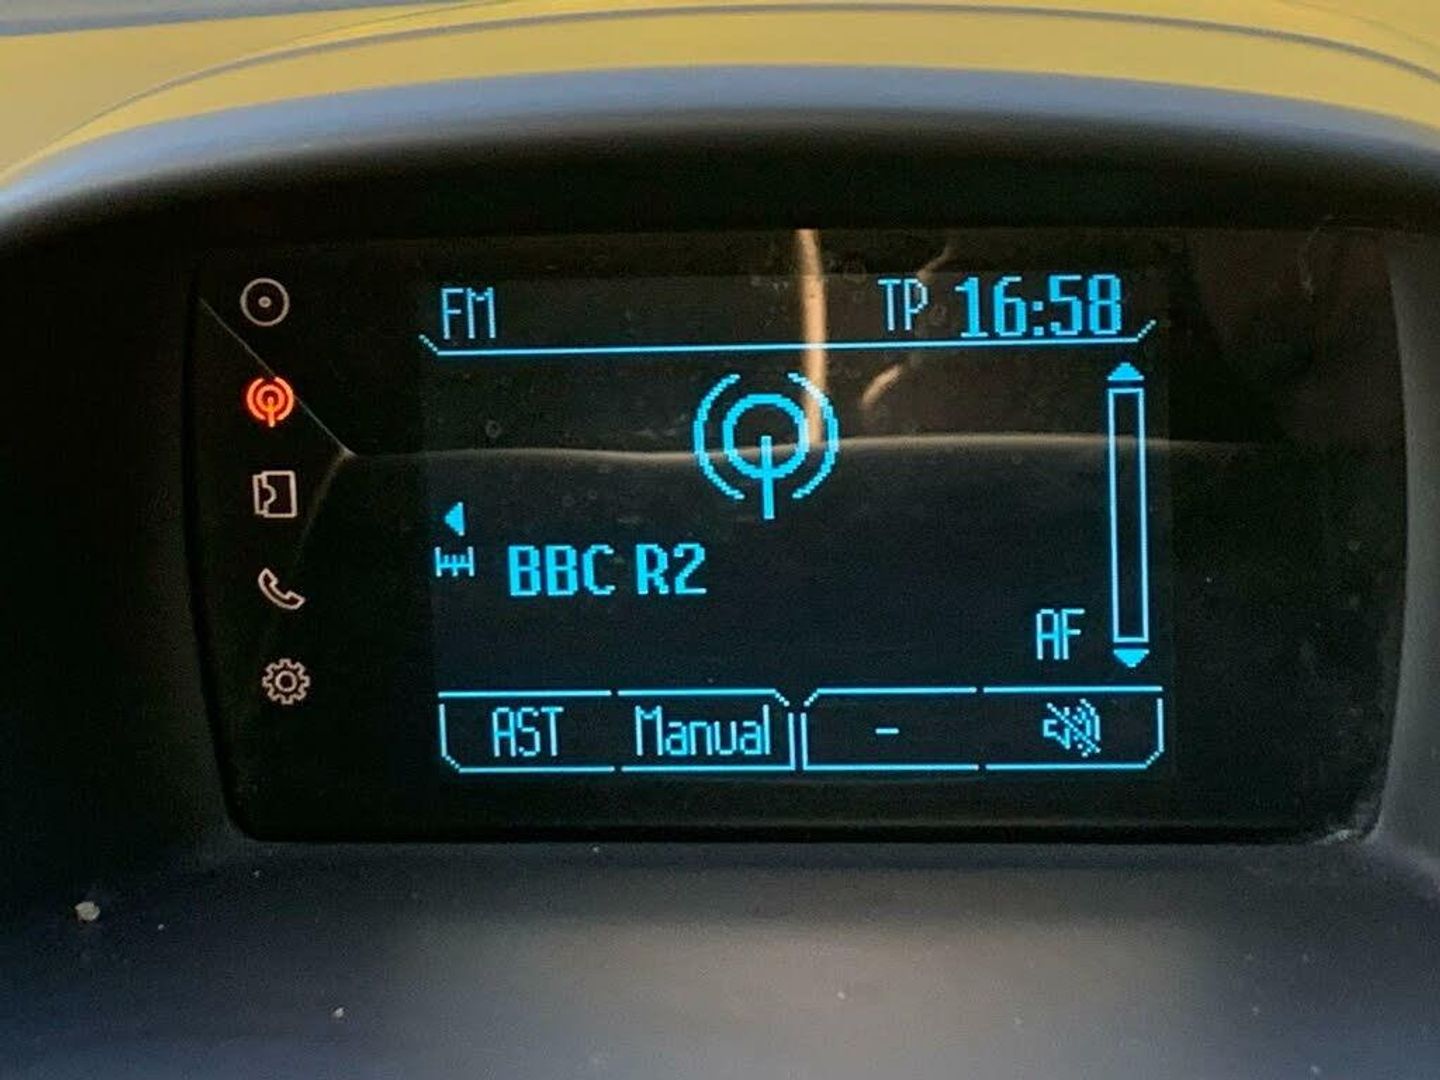 FM TP 16:58
BBC R2
AF
AST Manual -